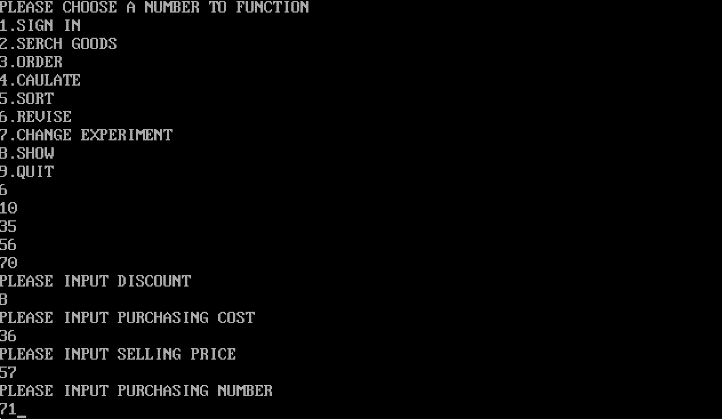 PLEASE CHOOSE A NUMBER TO FUNCTION
1.SIGN IN
2.SERCH GOODS
3.ORDER
4.CAULATE
5.SORT
6.REVISE
7.CHANGE EXPERIMENT
8.SHOW
9.QUIT
6
10
35
56
70
PLEASE INPUT DISCOUNT
8
PLEASE INPUT PURCHASING COST
36
PLEASE INPUT SELLING PRICE
57
PLEASE INPUT PURCHASING NUMBER
71_